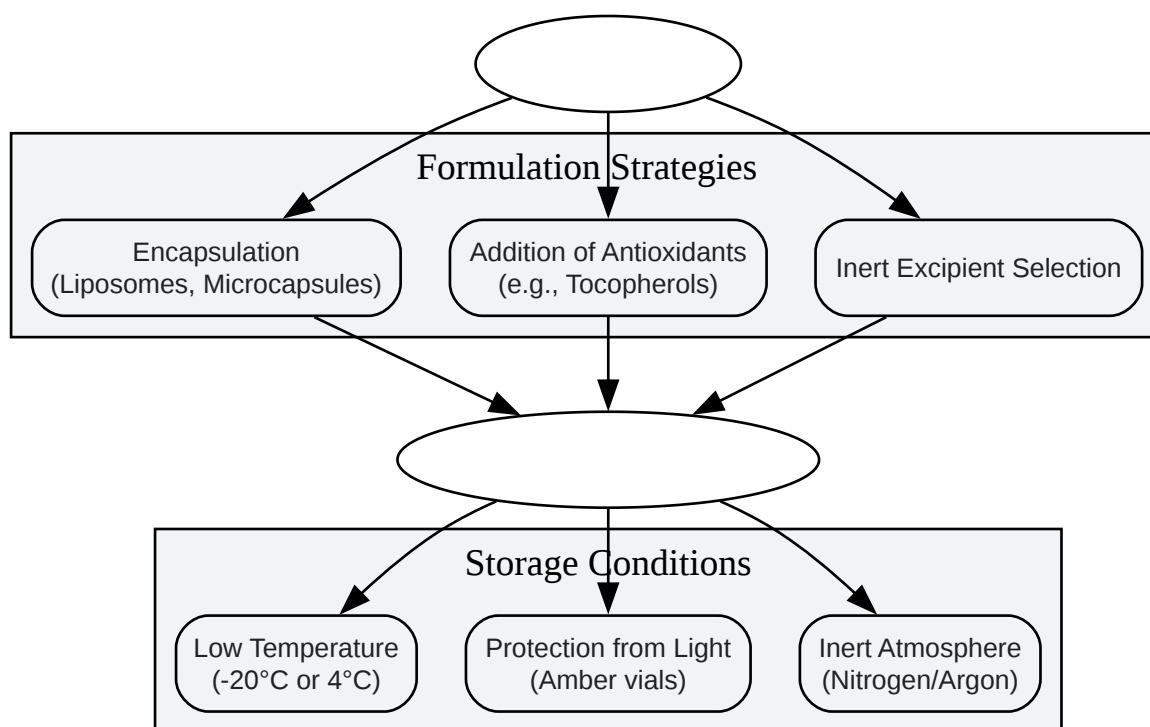 Formulation Strategies
Encapsulation
(Liposomes, Microcapsules)
Addition of Antioxidants
(e.g., Tocopherols)
Inert Excipient Selection
Storage Conditions
Low Temperature
(-20°C or 4°C)
Protection from Light
(Amber vials)
Inert Atmosphere
(Nitrogen/Argon)